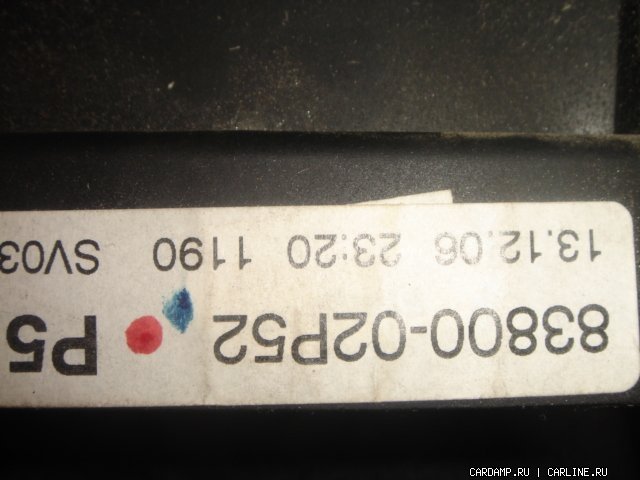 83800-02P52 P5
13.12.06 23:20 1190 SV03
CARDAMP.RU | CARLINE.RU